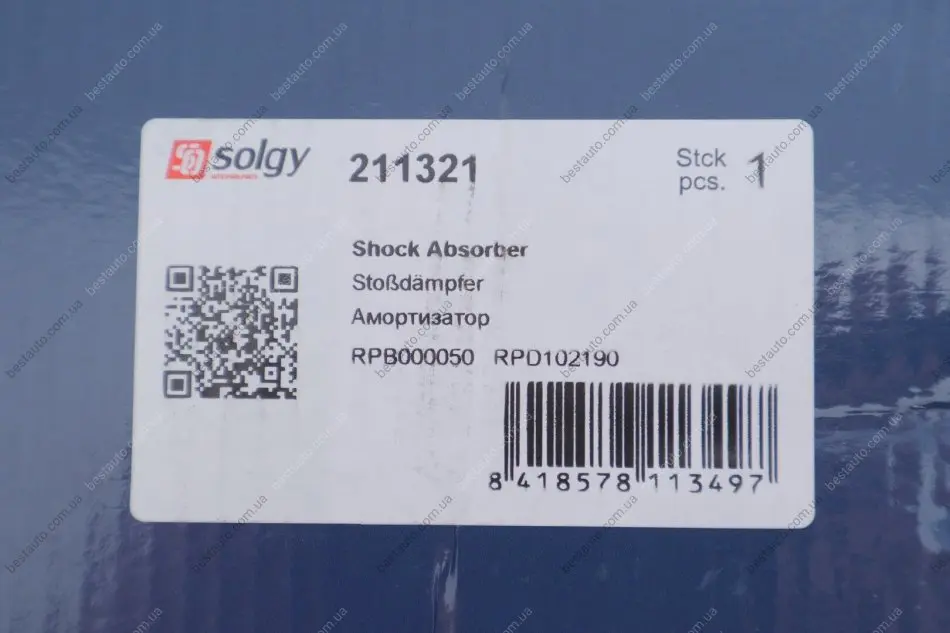 solgy
211321
Stck
pcs.
1
Shock Absorber
Stoßdämpfer
Амортизатор
RPB000050 RPD102190
8 418578 113497
bestauto.com.ua